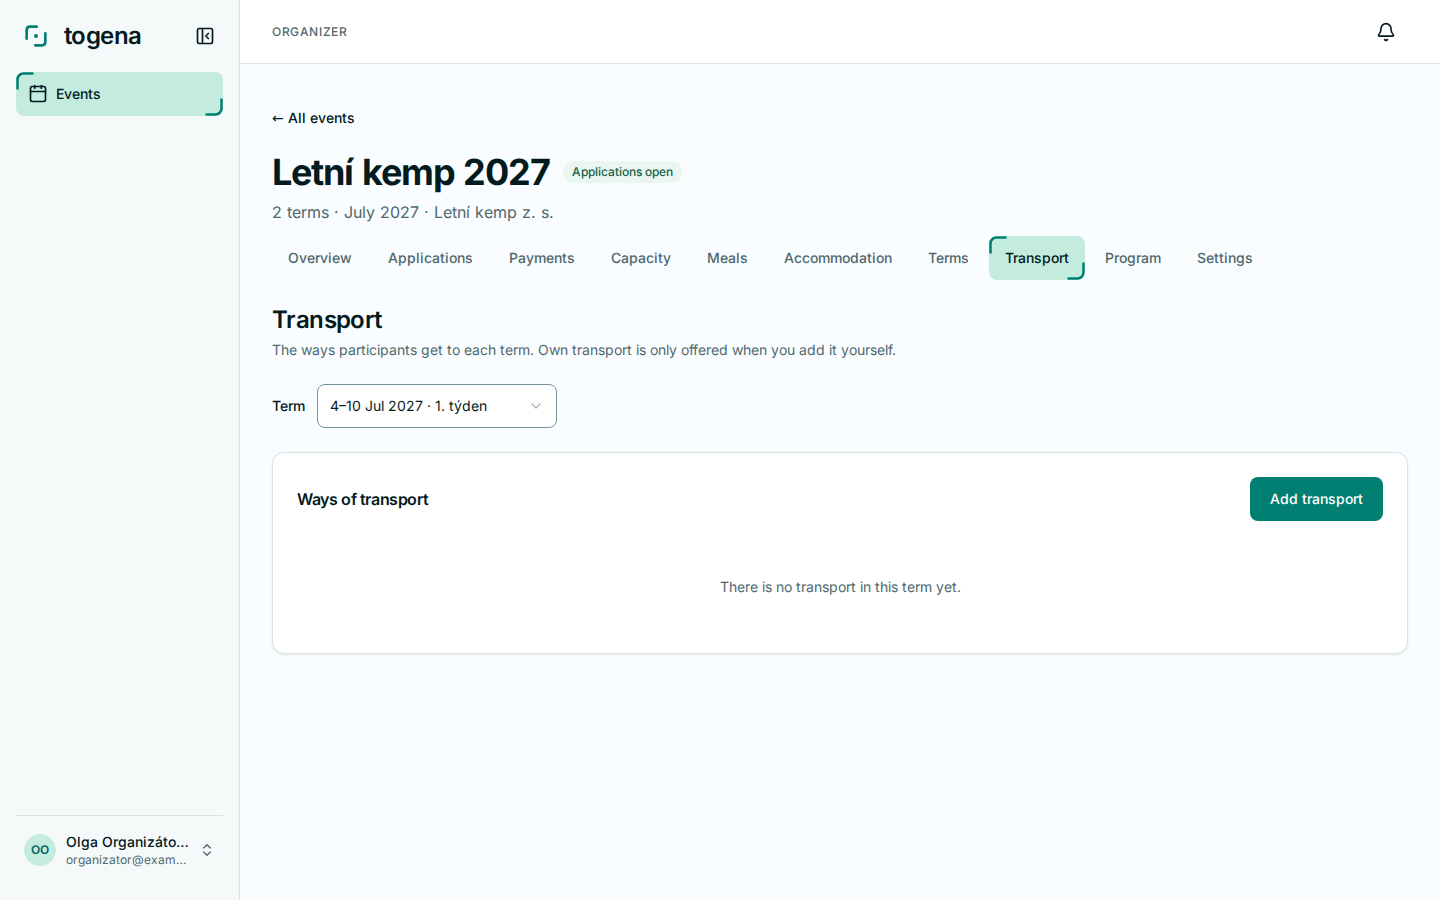 togena
Events
ORGANIZER
← All events
Letní kemp 2027
Applications open
2 terms · July 2027 · Letní kemp z. s.
Overview
Applications
Payments
Capacity
Meals
Accommodation
Terms
Transport
Program
Settings
Transport
The ways participants get to each term. Own transport is only offered when you add it yourself.
Term
4–10 Jul 2027 · 1. týden
Ways of transport
Add transport
There is no transport in this term yet.
OO
Olga Organizáto...
organizator@exam...